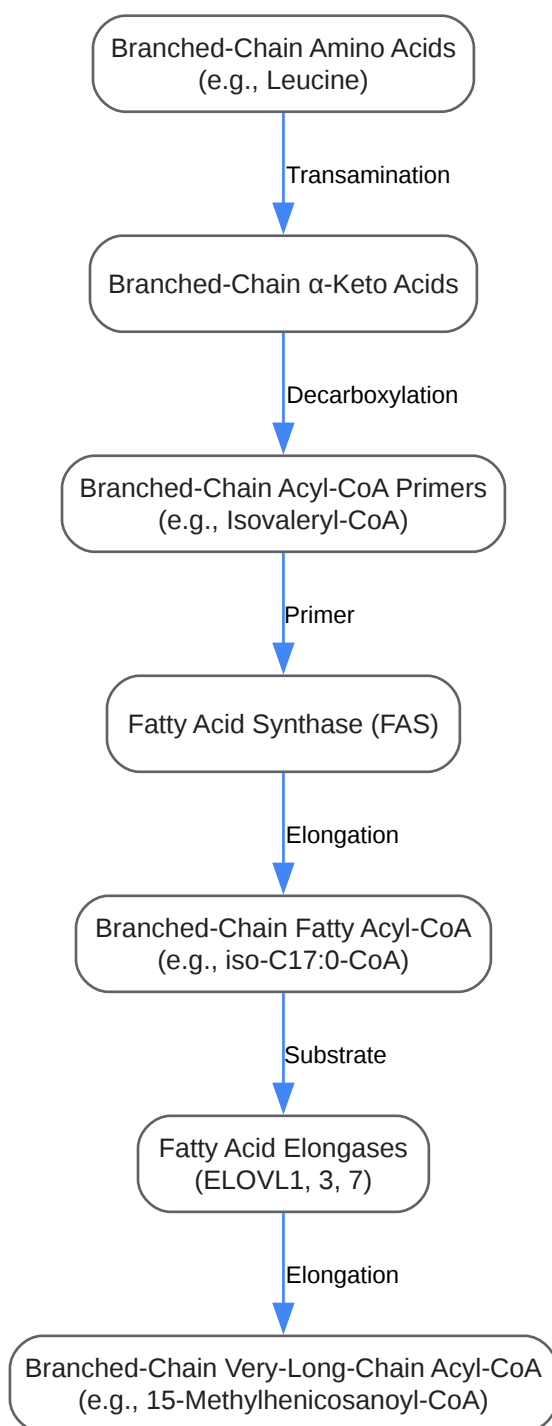 Branched-Chain Amino Acids
(e.g., Leucine)
Transamination
Branched-Chain α-Keto Acids
Decarboxylation
Branched-Chain Acyl-CoA Primers
(e.g., Isovaleryl-CoA)
Primer
Fatty Acid Synthase (FAS)
Elongation
Branched-Chain Fatty Acyl-CoA
(e.g., iso-C17:0-CoA)
Substrate
Fatty Acid Elongases
(ELOVL1, 3, 7)
Elongation
Branched-Chain Very-Long-Chain Acyl-CoA
(e.g., 15-Methylhenicosanoyl-CoA)